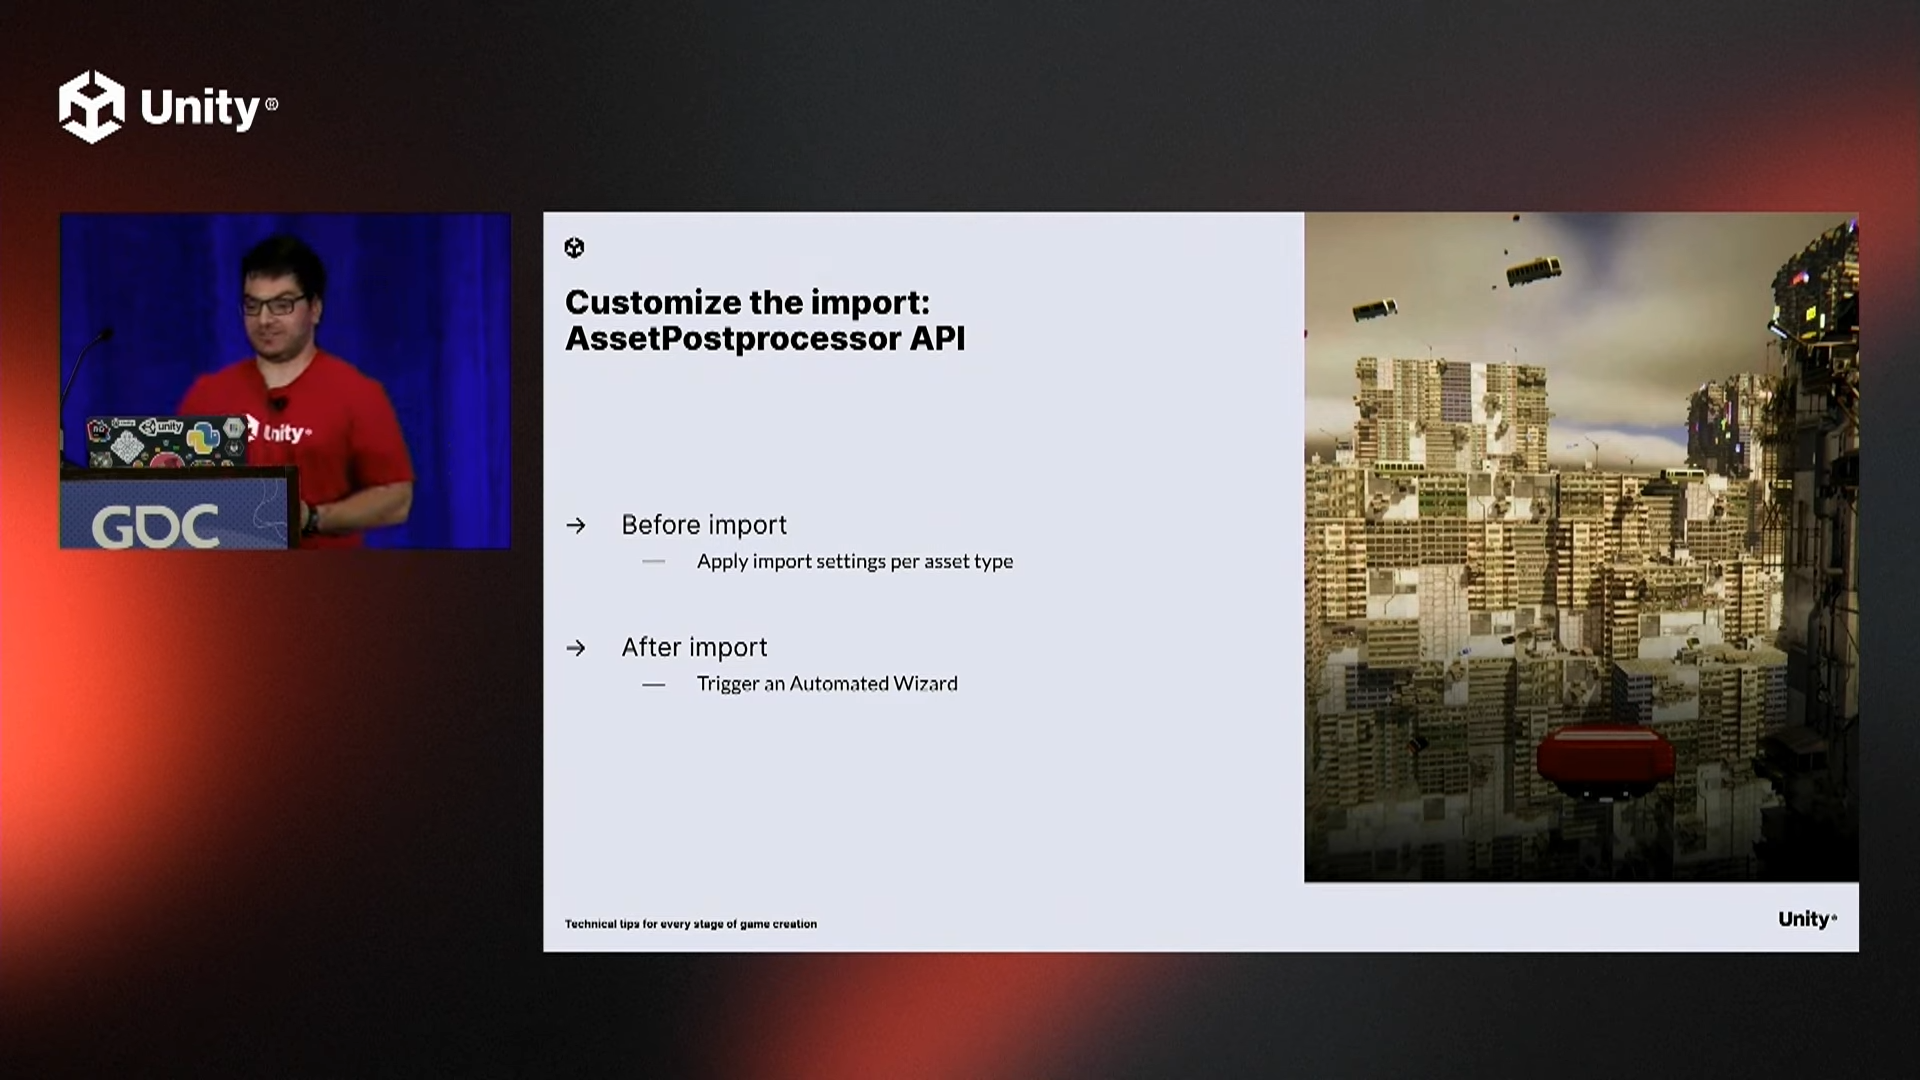 Unity®
unity
Unity
GDC
Customize the import:
AssetPostprocessor API
→ Before import
— Apply import settings per asset type
→ After import
— Trigger an Automated Wizard
Technical tips for every stage of game creation
Unity®